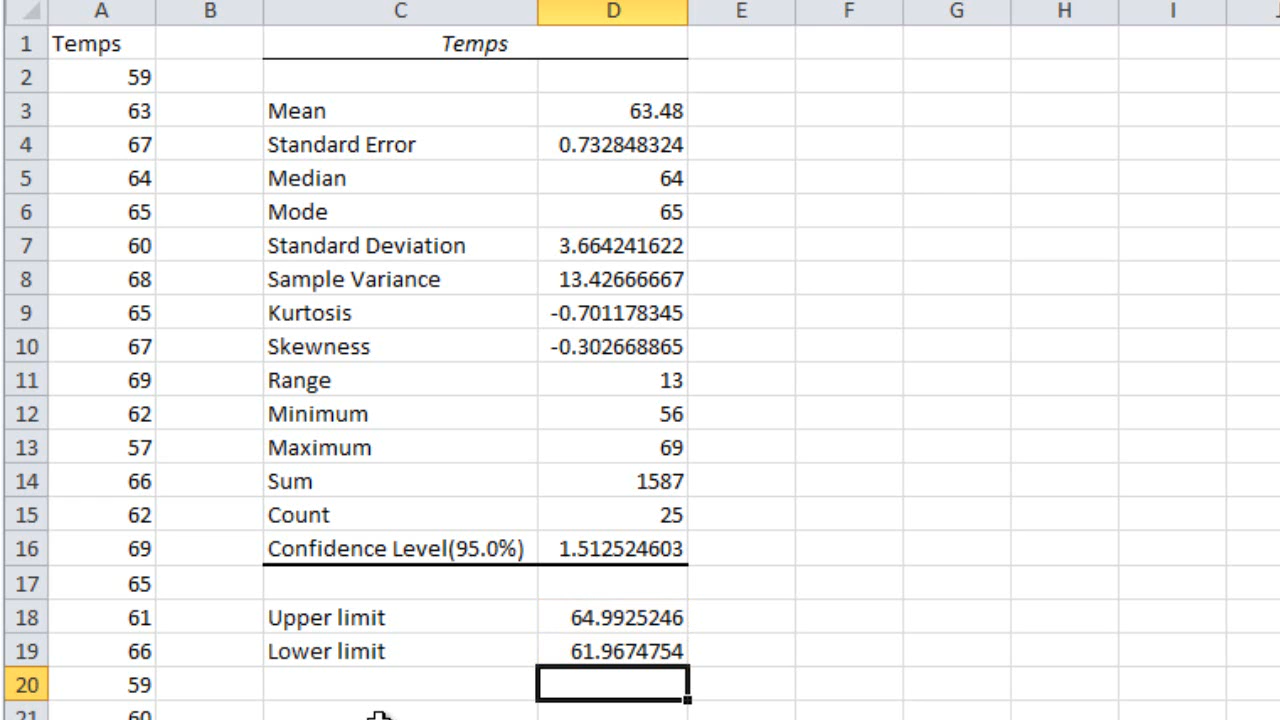 A B C D E F G H I
1 Temps Temps
2 59
3 63 Mean 63.48
4 67 Standard Error 0.732848324
5 64 Median 64
6 65 Mode 65
7 60 Standard Deviation 3.664241622
8 68 Sample Variance 13.42666667
9 65 Kurtosis -0.701178345
10 67 Skewness -0.302668865
11 69 Range 13
12 62 Minimum 56
13 57 Maximum 69
14 66 Sum 1587
15 62 Count 25
16 69 Confidence Level(95.0%) 1.512524603
17 65
18 61 Upper limit 64.9925246
19 66 Lower limit 61.9674754
20 59
21 60